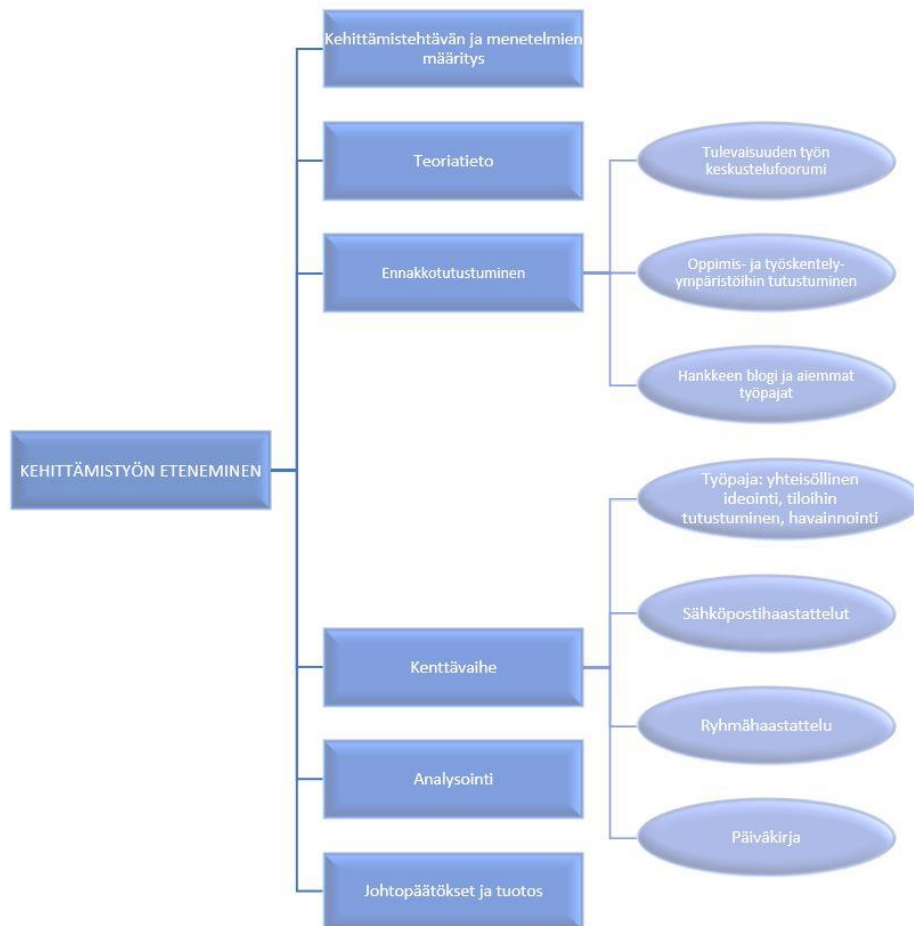 Kehittämistehtävän ja menetelmien
määritys
Teoriatieto
Ennakkotutustuminen
Tulevaisuuden työn
keskustelufoorumi
Oppimis- ja työskentely-
ympäristöihin tutustuminen
Hankkeen blogi ja aiemmat
työpajat
KEHITTÄMISTYÖN ETENEMINEN
Kenttävaihe
Työpaja: yhteisöllinen
ideointi, tiloihin
tutustuminen, havainnointi
Sähköpostihaastattelut
Ryhmähaastattelu
Päiväkirja
Analysointi
Johtopäätökset ja tuotos